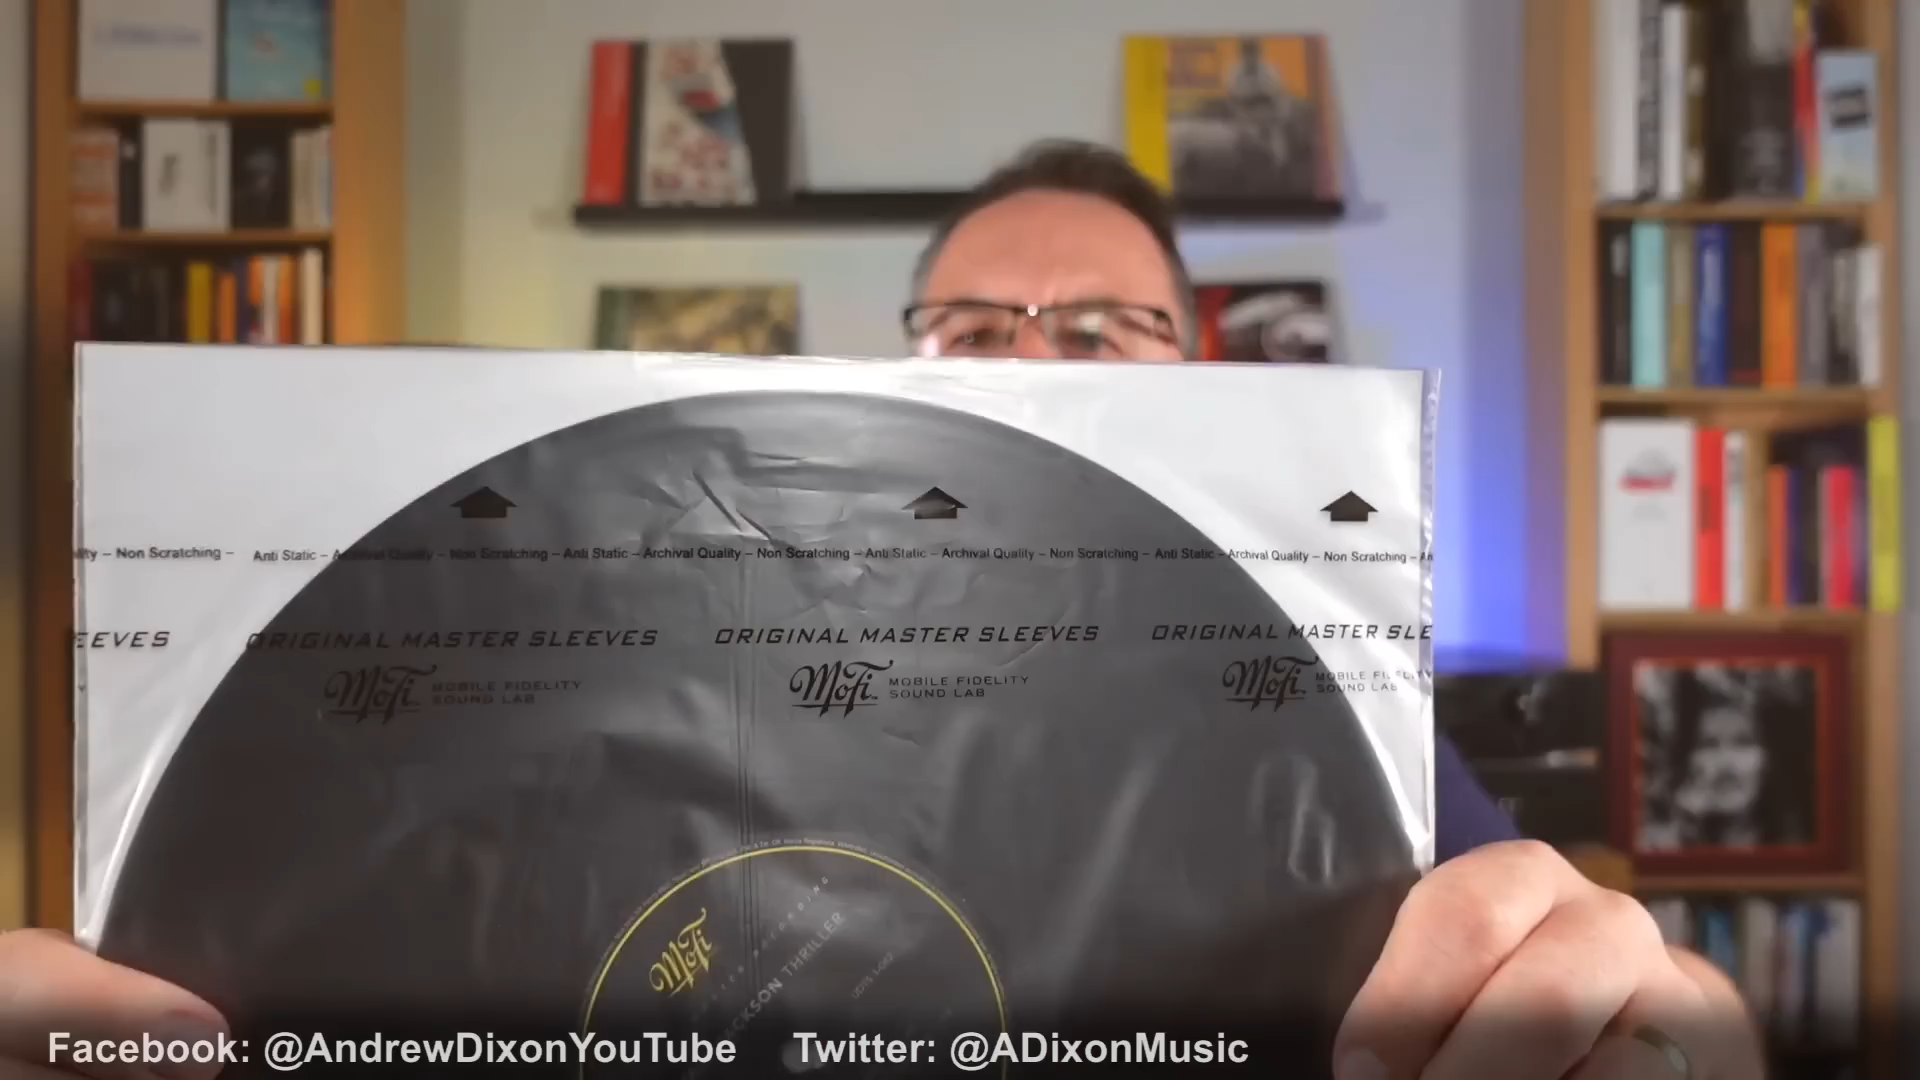 lity – Non Scratching – Anti Static – Archival Quality – Non Scratching – Anti Static – Archival Quality – Non Scratching – Anti Static – Archival Quality – Non Scratching – Anti Static – Archival Quality – Non Scratching – An
EEVES ORIGINAL MASTER SLEEVES ORIGINAL MASTER SLEEVES ORIGINAL MASTER SLE
MoFi MOBILE FIDELITY SOUND LAB
MoFi MOBILE FIDELITY SOUND LAB
MoFi MOBILE FIDELITY SOUND LAB
MoFi
RECORDING
JACKSON THRILLER
Facebook: @AndrewDixonYouTube Twitter: @ADixonMusic